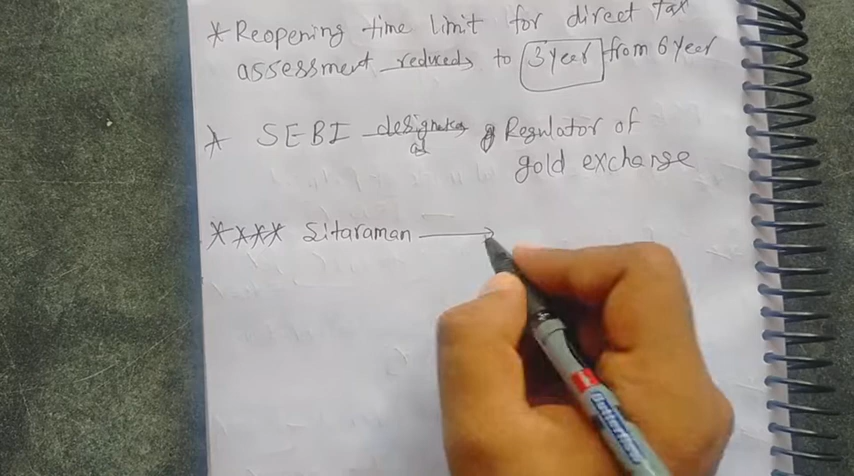 * Reopening time limit for direct tax
assessment reduced to 3 year from 6 year
* SEBI designated as Regulator of
gold exchange
**** Sitaraman →